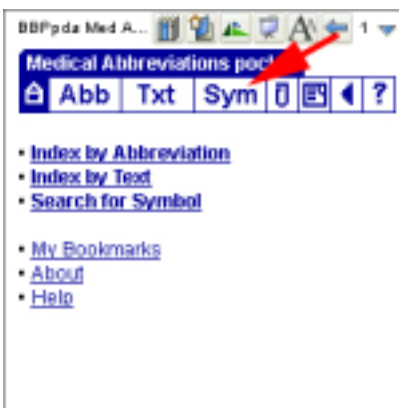 BBPpda Med A... 1
Medical Abbreviations poc
Abb Txt Sym ?
• Index by Abbreviation
• Index by Text
• Search for Symbol
• My Bookmarks
• About
• Help